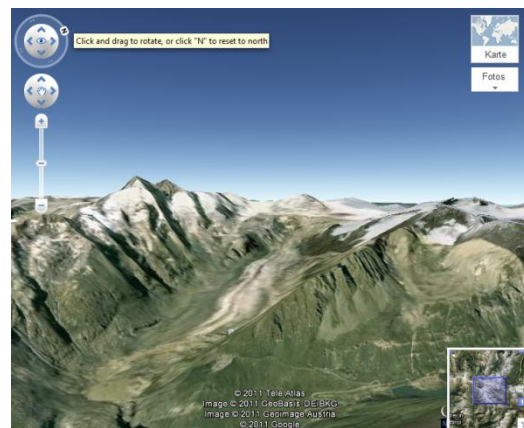 Click and drag to rotate, or click "N" to reset to north
Karte
Fotos
© 2011 Tele Atlas
Image © 2011 GeoBasis-DE/BKG
Image © 2011 Geoimage Austria
© 2011 Google